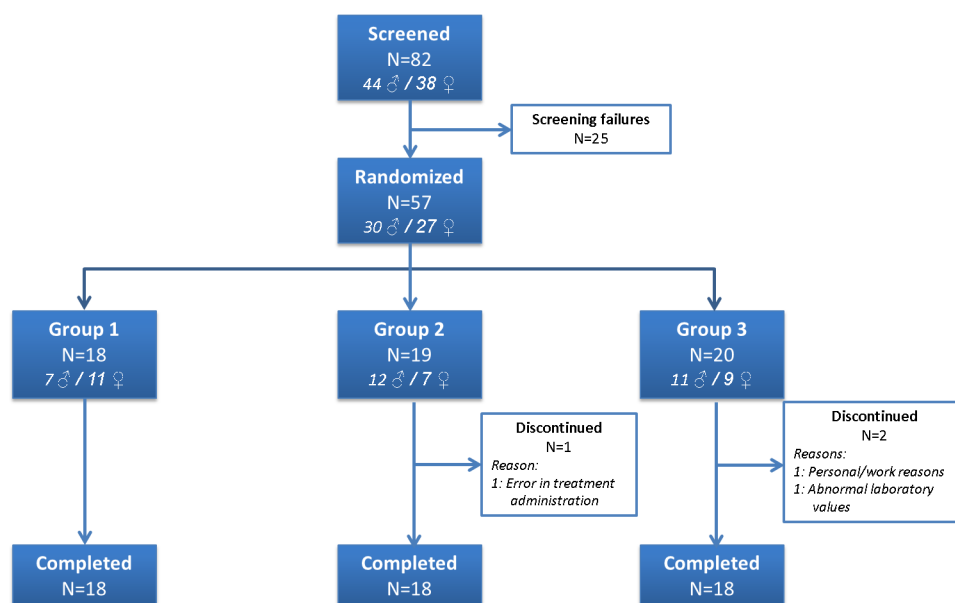 Screened
N=82
44 ♂ / 38 ♀
Screening failures
N=25
Randomized
N=57
30 ♂ / 27 ♀
Group 1
N=18
7 ♂ / 11 ♀
Group 2
N=19
12 ♂ / 7 ♀
Group 3
N=20
11 ♂ / 9 ♀
Discontinued
N=1
Reason:
1: Error in treatment
administration
Discontinued
N=2
Reasons:
1: Personal/work reasons
1: Abnormal laboratory
values
Completed
N=18
Completed
N=18
Completed
N=18